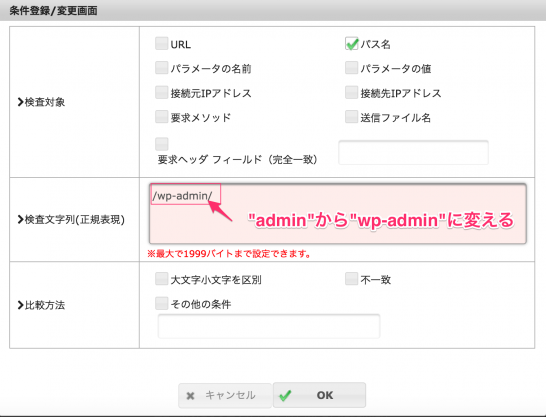 条件登録/変更画面
検査対象
URL
パス名
パラメータの名前
パラメータの値
接続元IPアドレス
接続先IPアドレス
要求メソッド
送信ファイル名
要求ヘッダ フィールド（完全一致）
検査文字列(正規表現)
/wp-admin/
"admin"から"wp-admin"に変える
※最大で1999バイトまで設定できます。
比較方法
大文字小文字を区別
不一致
その他の条件
キャンセル
OK